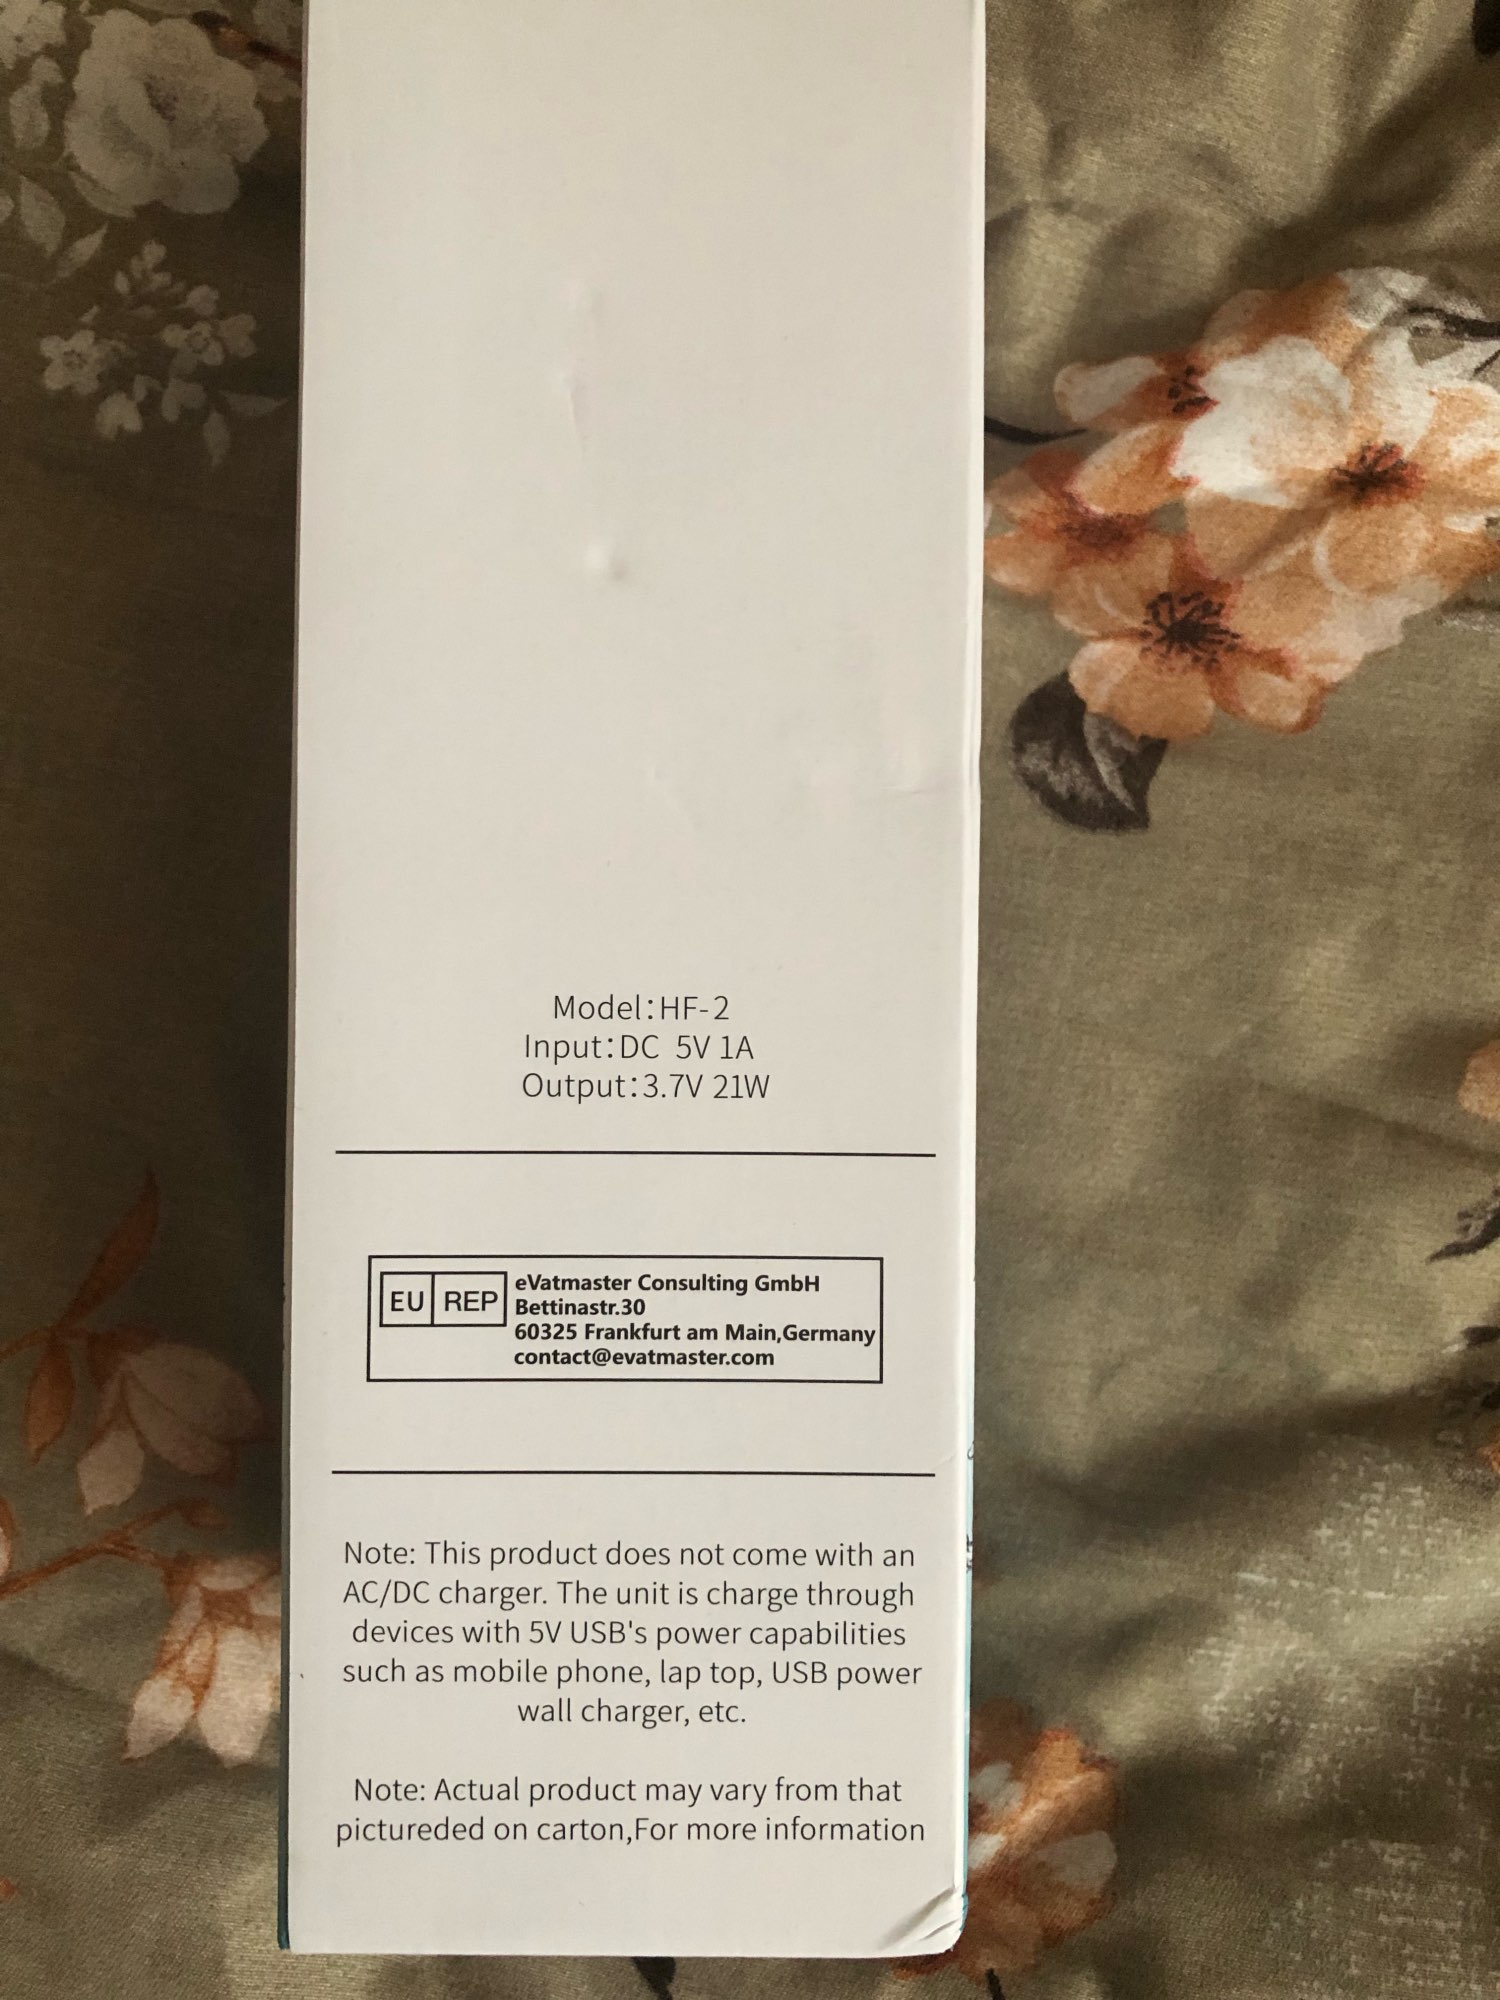 Model:HF-2
Input:DC 5V 1A
Output:3.7V 21W
EU REP
eVatmaster Consulting GmbH
Bettinastr.30
60325 Frankfurt am Main,Germany
contact@evatmaster.com
Note: This product does not come with an
AC/DC charger. The unit is charge through
devices with 5V USB's power capabilities
such as mobile phone, lap top, USB power
wall charger, etc.
Note: Actual product may vary from that
pictureded on carton,For more information